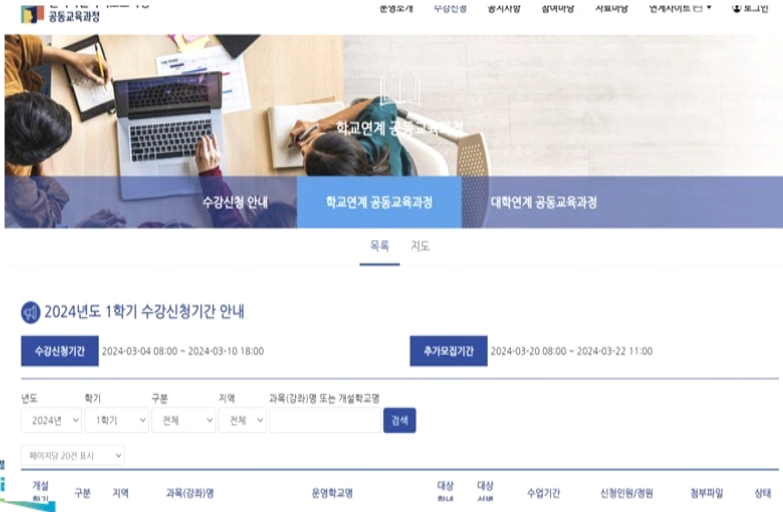 공동교육과정
운영소개 수강신청 공지사항 참여마당 자료마당 연계사이트 로그인
학교연계 공동교육과정
수강신청 안내 학교연계 공동교육과정 대학연계 공동교육과정
목록 지도
2024년도 1학기 수강신청기간 안내
수강신청기간 2024-03-04 08:00 ~ 2024-03-10 18:00 추가모집기간 2024-03-20 08:00 ~ 2024-03-22 11:00
년도 학기 구분 지역 과목(강좌)명 또는 개설학교명
2024년 1학기 전체 전체 검색
페이지당 20건 표시
개설 대상 대상
구분 지역 과목(강좌)명 운영학교명 수업기간 신청인원/정원 첨부파일 상태